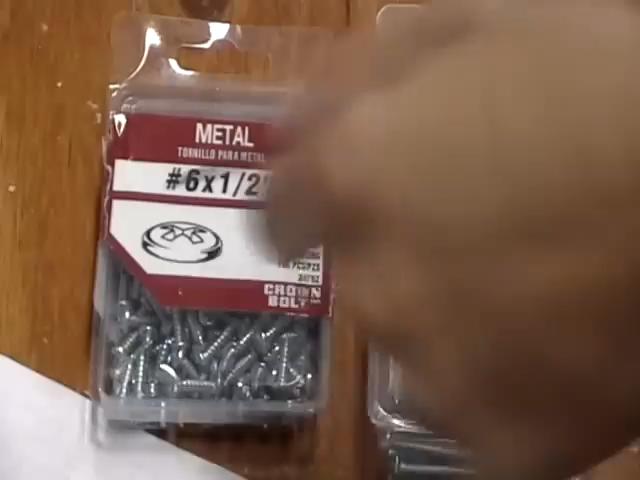 METAL
TORNILLO PARA METAL
#6x1/2
CROWN
BOLT